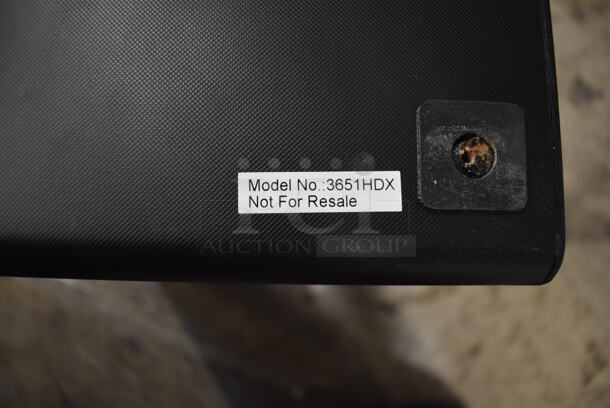 Model No.:3651HDX
Not For Resale
AUCTION GROUP